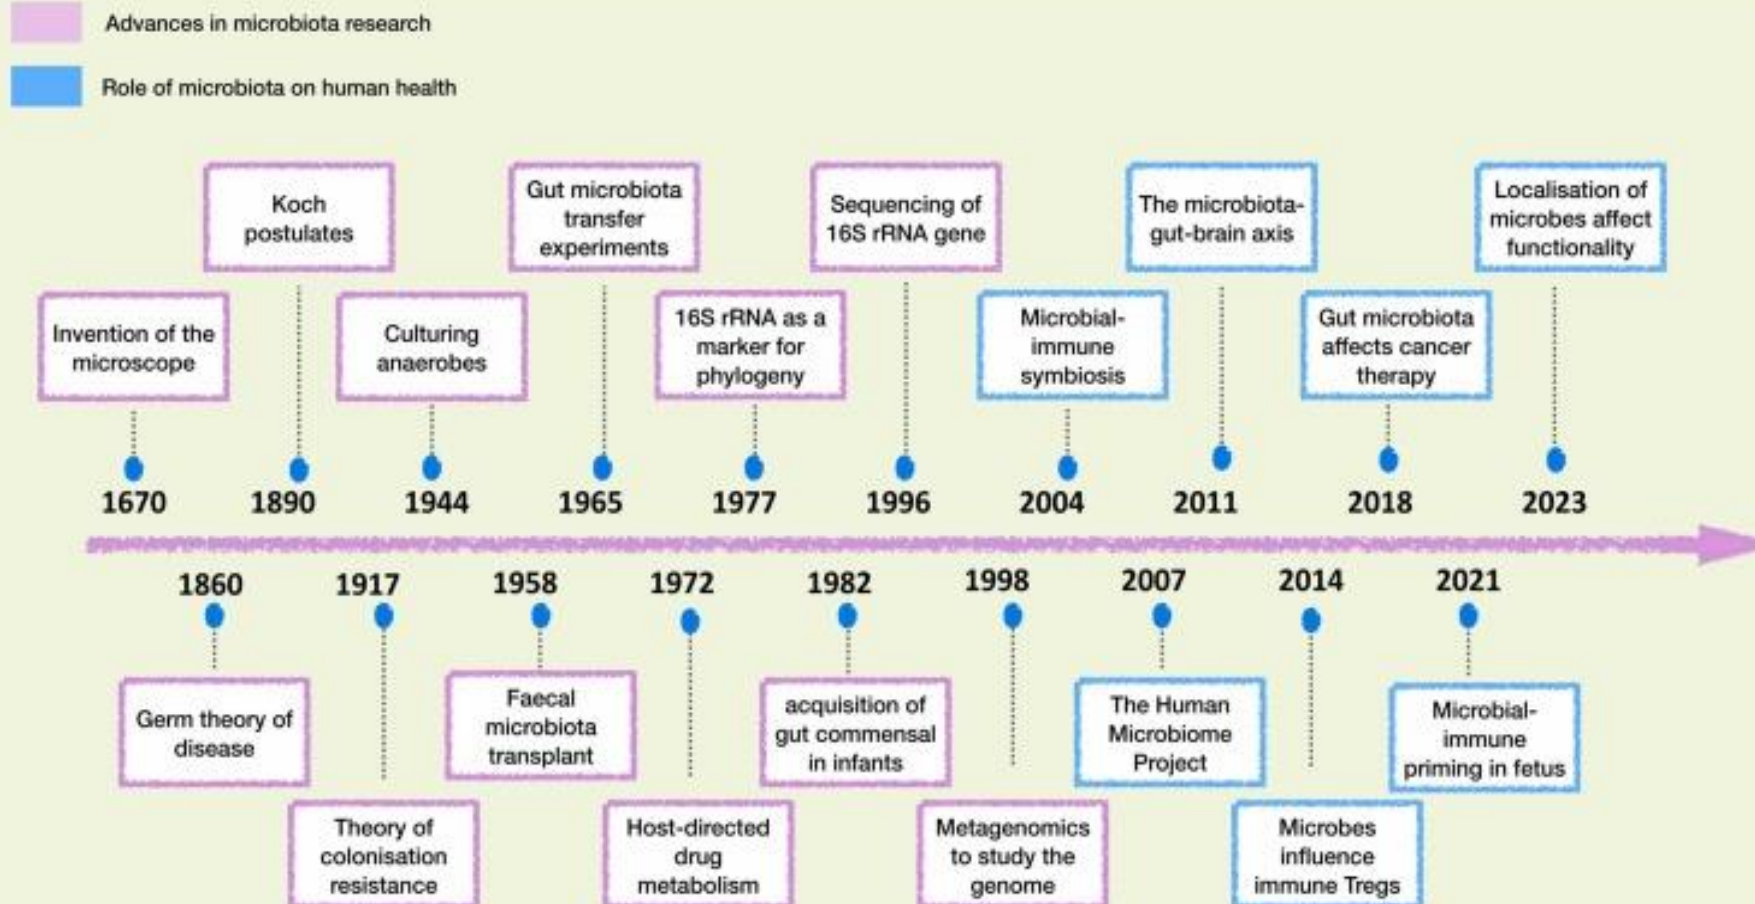 Advances in microbiota research
Role of microbiota on human health
Koch
postulates
Gut microbiota
transfer
experiments
Sequencing of
16S rRNA gene
The microbiota-
gut-brain axis
Localisation of
microbes affect
functionality
Invention of the
microscope
Culturing
anaerobes
16S rRNA as a
marker for
phylogeny
Microbial-
immune
symbiosis
Gut microbiota
affects cancer
therapy
1670 1890 1944 1965 1977 1996 2004 2011 2018 2023
1860 1917 1958 1972 1982 1998 2007 2014 2021
Germ theory of
disease
Faecal
microbiota
transplant
acquisition of
gut commensal
in infants
The Human
Microbiome
Project
Microbial-
immune
priming in fetus
Theory of
colonisation
resistance
Host-directed
drug
metabolism
Metagenomics
to study the
genome
Microbes
influence
immune Tregs